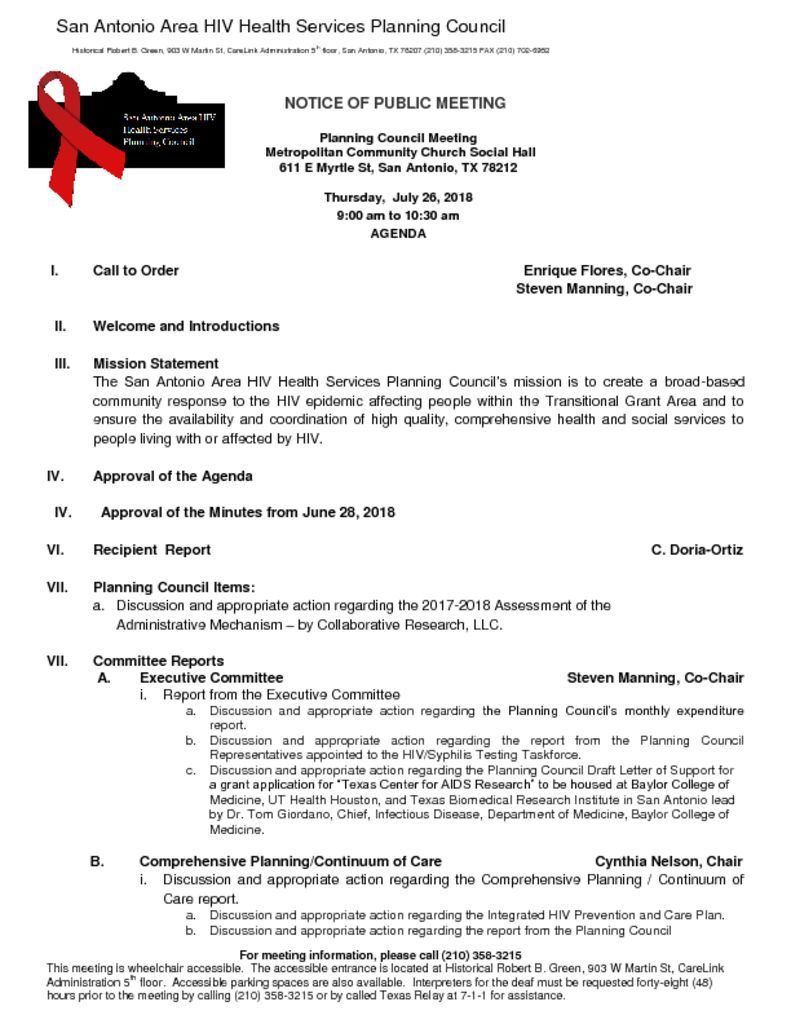 San Antonio Area HIV Health Services Planning Council
Historical Robert B. Green, 903 W Martin St, CareLink Administration 5th floor, San Antonio, TX 78207 (210) 358-3215 FAX (210) 702-6962
San Antonio Area HIV
Health Services
Planning Council
NOTICE OF PUBLIC MEETING
Planning Council Meeting
Metropolitan Community Church Social Hall
611 E Myrtle St, San Antonio, TX 78212
Thursday, July 26, 2018
9:00 am to 10:30 am
AGENDA
I. Call to Order Enrique Flores, Co-Chair
Steven Manning, Co-Chair
II. Welcome and Introductions
III. Mission Statement
The San Antonio Area HIV Health Services Planning Council's mission is to create a broad-based
community response to the HIV epidemic affecting people within the Transitional Grant Area and to
ensure the availability and coordination of high quality, comprehensive health and social services to
people living with or affected by HIV.
IV. Approval of the Agenda
IV. Approval of the Minutes from June 28, 2018
VI. Recipient Report C. Doria-Ortiz
VII. Planning Council Items:
a. Discussion and appropriate action regarding the 2017-2018 Assessment of the
Administrative Mechanism – by Collaborative Research, LLC.
VII. Committee Reports
A. Executive Committee Steven Manning, Co-Chair
i. Report from the Executive Committee
a. Discussion and appropriate action regarding the Planning Council's monthly expenditure
report.
b. Discussion and appropriate action regarding the report from the Planning Council
Representatives appointed to the HIV/Syphilis Testing Taskforce.
c. Discussion and appropriate action regarding the Planning Council Draft Letter of Support for
a grant application for "Texas Center for AIDS Research" to be housed at Baylor College of
Medicine, UT Health Houston, and Texas Biomedical Research Institute in San Antonio lead
by Dr. Tom Giordano, Chief, Infectious Disease, Department of Medicine, Baylor College of
Medicine.
B. Comprehensive Planning/Continuum of Care Cynthia Nelson, Chair
i. Discussion and appropriate action regarding the Comprehensive Planning / Continuum of
Care report.
a. Discussion and appropriate action regarding the Integrated HIV Prevention and Care Plan.
b. Discussion and appropriate action regarding the report from the Planning Council
For meeting information, please call (210) 358-3215
This meeting is wheelchair accessible. The accessible entrance is located at Historical Robert B. Green, 903 W Martin St, CareLink
Administration 5th floor. Accessible parking spaces are also available. Interpreters for the deaf must be requested forty-eight (48)
hours prior to the meeting by calling (210) 358-3215 or by called Texas Relay at 7-1-1 for assistance.